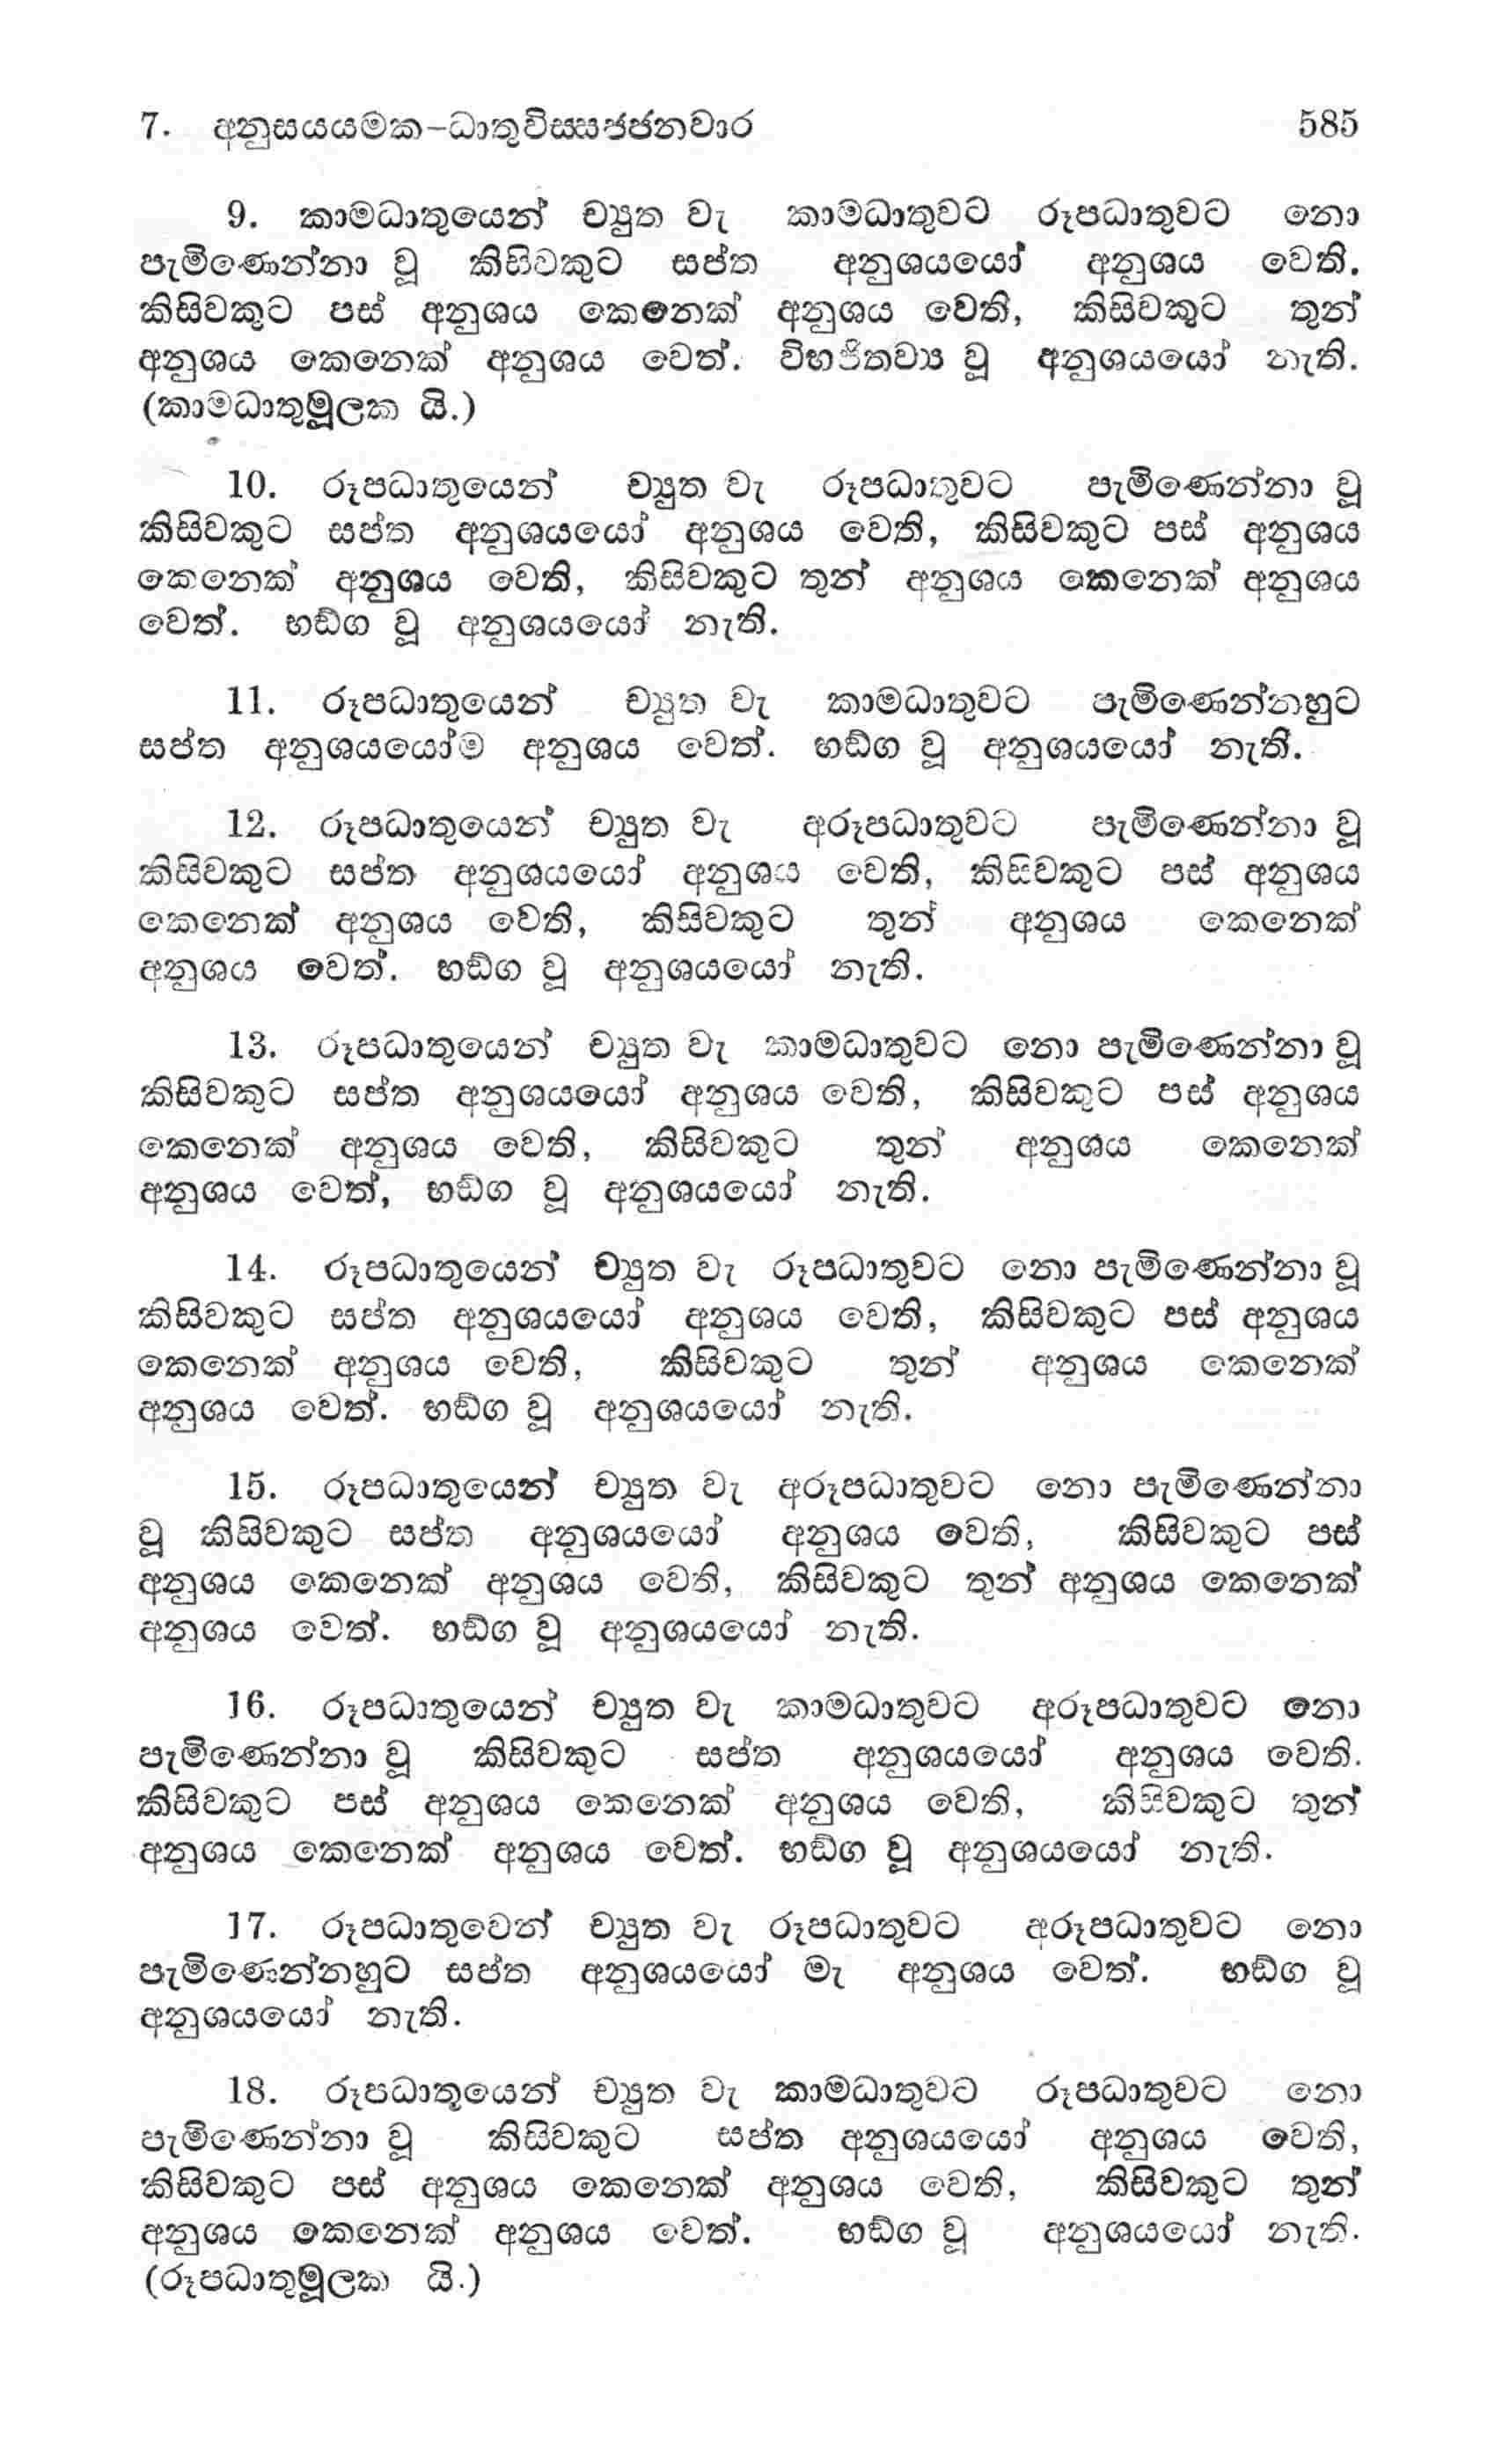 7. අනුසයයමක-ධාතුවිස්සජ්ජනවාර 585
9. කාමධාතුයෙන් ච්‍යුත වැ කාමධාතුවට රූපධාතුවට නො
පැමිණෙන්නා වූ කිසිවකුට සප්ත අනුශයයෝ අනුශය වෙති.
කිසිවකුට පස් අනුශය කෙනෙක් අනුශය වෙති, කිසිවකුට තුන්
අනුශය කෙනෙක් අනුශය වෙත්. විභජිතව්‍ය වූ අනුශයයෝ නැති.
(කාමධාතුමූලක යි.)
10. රූපධාතුයෙන් ච්‍යුත වැ රූපධාතුවට පැමිණෙන්නා වූ
කිසිවකුට සප්ත අනුශයයෝ අනුශය වෙති, කිසිවකුට පස් අනුශය
කෙනෙක් අනුශය වෙති, කිසිවකුට තුන් අනුශය කෙනෙක් අනුශය
වෙත්. භඞ්ග වූ අනුශයයෝ නැති.
11. රූපධාතුයෙන් ච්‍යුත වැ කාමධාතුවට පැමිණෙන්නහුට
සප්ත අනුශයයෝම අනුශය වෙත්. භඞ්ග වූ අනුශයයෝ නැති.
12. රූපධාතුයෙන් ච්‍යුත වැ අරූපධාතුවට පැමිණෙන්නා වූ
කිසිවකුට සප්ත අනුශයයෝ අනුශය වෙති, කිසිවකුට පස් අනුශය
කෙනෙක් අනුශය වෙති, කිසිවකුට තුන් අනුශය කෙනෙක්
අනුශය වෙත්. භඞ්ග වූ අනුශයයෝ නැති.
13. රූපධාතුයෙන් ච්‍යුත වැ කාමධාතුවට නො පැමිණෙන්නා වූ
කිසිවකුට සප්ත අනුශයයෝ අනුශය වෙති, කිසිවකුට පස් අනුශය
කෙනෙක් අනුශය වෙති, කිසිවකුට තුන් අනුශය කෙනෙක්
අනුශය වෙත්, භඞ්ග වූ අනුශයයෝ නැති.
14. රූපධාතුයෙන් ච්‍යුත වැ රූපධාතුවට නො පැමිණෙන්නා වූ
කිසිවකුට සප්ත අනුශයයෝ අනුශය වෙති, කිසිවකුට පස් අනුශය
කෙනෙක් අනුශය වෙති, කිසිවකුට තුන් අනුශය කෙනෙක්
අනුශය වෙත්. භඞ්ග වූ අනුශයයෝ නැති.
15. රූපධාතුයෙන් ච්‍යුත වැ අරූපධාතුවට නො පැමිණෙන්නා
වූ කිසිවකුට සප්ත අනුශයයෝ අනුශය වෙති, කිසිවකුට පස්
අනුශය කෙනෙක් අනුශය වෙති, කිසිවකුට තුන් අනුශය කෙනෙක්
අනුශය වෙත්. භඞ්ග වූ අනුශයයෝ නැති.
16. රූපධාතුයෙන් ච්‍යුත වැ කාමධාතුවට අරූපධාතුවට නො
පැමිණෙන්නා වූ කිසිවකුට සප්ත අනුශයයෝ අනුශය වෙති.
කිසිවකුට පස් අනුශය කෙනෙක් අනුශය වෙති, කිසිවකුට තුන්
අනුශය කෙනෙක් අනුශය වෙත්. භඞ්ග වූ අනුශයයෝ නැති.
17. රූපධාතුවෙන් ච්‍යුත වැ රූපධාතුවට අරූපධාතුවට නො
පැමිණෙන්නහුට සප්ත අනුශයයෝ මැ අනුශය වෙත්. භඞ්ග වූ
අනුශයයෝ නැති.
18. රූපධාතූයෙන් ච්‍යුත වැ කාමධාතුවට රූපධාතුවට නො
පැමිණෙන්නා වූ කිසිවකුට සප්ත අනුශයයෝ අනුශය වෙති,
කිසිවකුට පස් අනුශය කෙනෙක් අනුශය වෙති, කිසිවකුට තුන්
අනුශය කෙනෙක් අනුශය වෙත්. භඞ්ග වූ අනුශයයෝ නැති.
(රූපධාතුමූලක යි.)